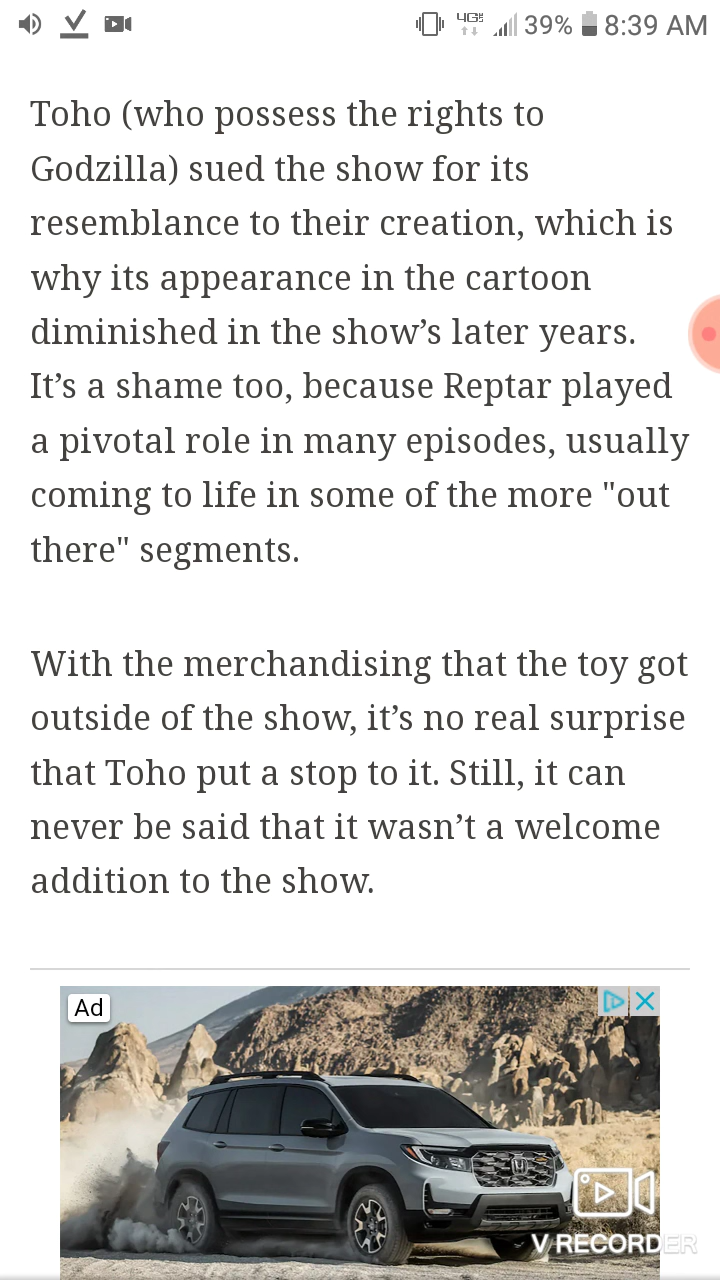 4G 39% 8:39 AM
Toho (who possess the rights to
Godzilla) sued the show for its
resemblance to their creation, which is
why its appearance in the cartoon
diminished in the show’s later years.
It’s a shame too, because Reptar played
a pivotal role in many episodes, usually
coming to life in some of the more "out
there" segments.
With the merchandising that the toy got
outside of the show, it’s no real surprise
that Toho put a stop to it. Still, it can
never be said that it wasn’t a welcome
addition to the show.
Ad
V RECORDER